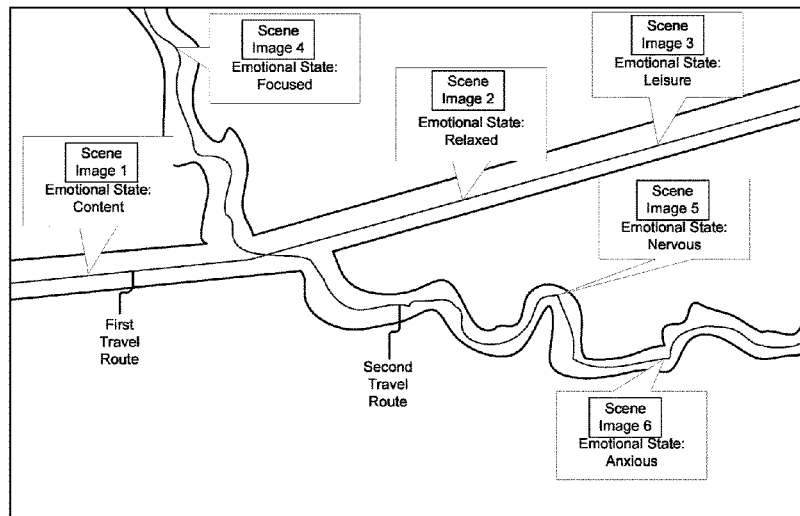 Scene
Image 4
Emotional State:
Focused
Scene
Image 3
Emotional State:
Leisure
Scene
Image 2
Emotional State:
Relaxed
Scene
Image 1
Emotional State:
Content
Scene
Image 5
Emotional State:
Nervous
First
Travel
Route
Second
Travel
Route
Scene
Image 6
Emotional State:
Anxious